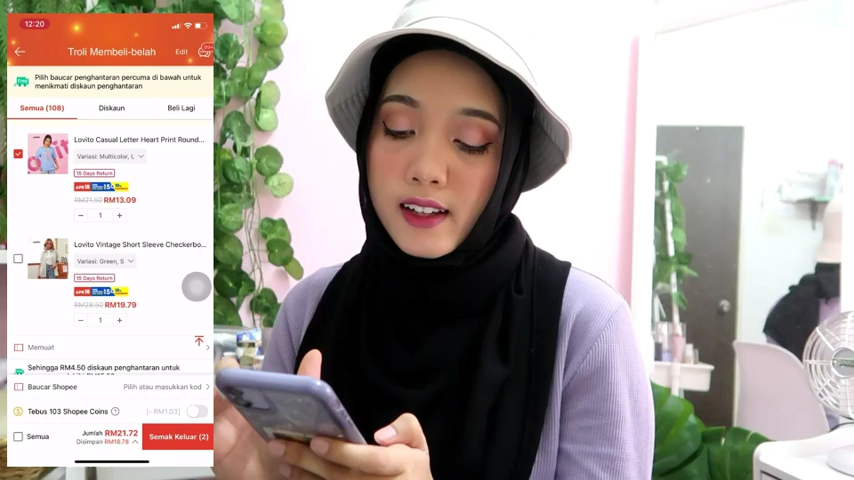 12:20
Troli Membeli-belah
Edit
Pilih baucar penghantaran percuma di bawah untuk
menikmati diskaun penghantaran
Semua (108)
Diskaun
Beli Lagi
Lovito Casual Letter Heart Print Round...
Variasi: Multicolor, L
15 Days Return
RM21.50 RM13.09
- 1 +
Lovito Vintage Short Sleeve Checkerbo...
Variasi: Green, S
15 Days Return
RM28.50 RM19.79
- 1 +
Memuat
Sehingga RM4.50 diskaun penghantaran untuk
Baucar Shopee
Pilih atau masukkan kod
Tebus 103 Shopee Coins
[- RM1.03]
Semua
Jumlah RM21.72
Disimpan RM18.78
Semak Keluar (2)